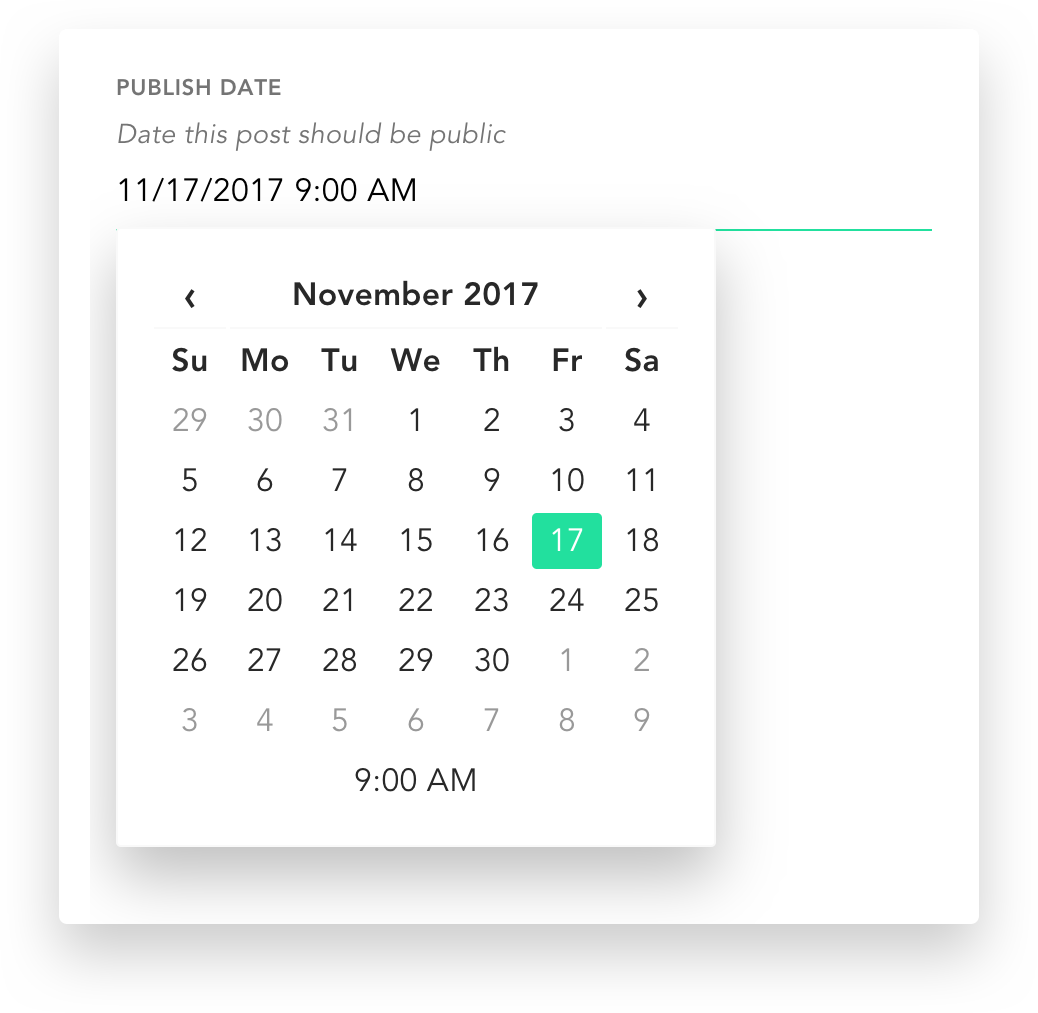 PUBLISH DATE
Date this post should be public
11/17/2017 9:00 AM
‹ November 2017 ›
Su Mo Tu We Th Fr Sa
29 30 31 1 2 3 4
5 6 7 8 9 10 11
12 13 14 15 16 17 18
19 20 21 22 23 24 25
26 27 28 29 30 1 2
3 4 5 6 7 8 9
9:00 AM